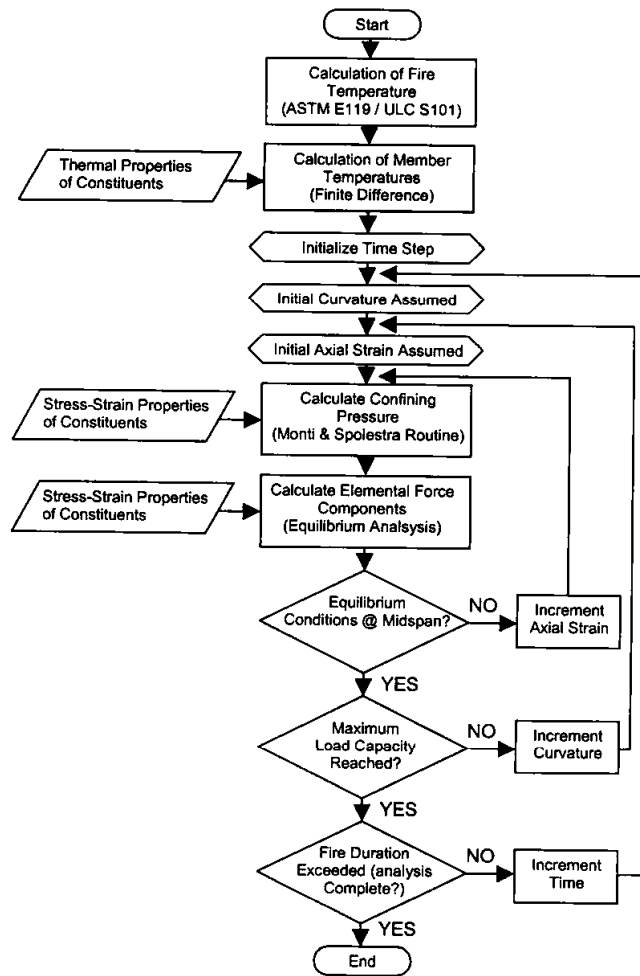 Start
Calculation of Fire
Temperature
(ASTM E119 / ULC S101)
Thermal Properties
of Constituents
Calculation of Member
Temperatures
(Finite Difference)
Initialize Time Step
Initial Curvature Assumed
Initial Axial Strain Assumed
Stress-Strain Properties
of Constituents
Calculate Confining
Pressure
(Monti & Spolestra Routine)
Stress-Strain Properties
of Constituents
Calculate Elemental Force
Components
(Equilibrium Analsysis)
Equilibrium
Conditions @ Midspan?
NO
Increment
Axial Strain
YES
Maximum
Load Capacity
Reached?
NO
Increment
Curvature
YES
Fire Duration
Exceeded (analysis
Complete?)
NO
Increment
Time
YES
End